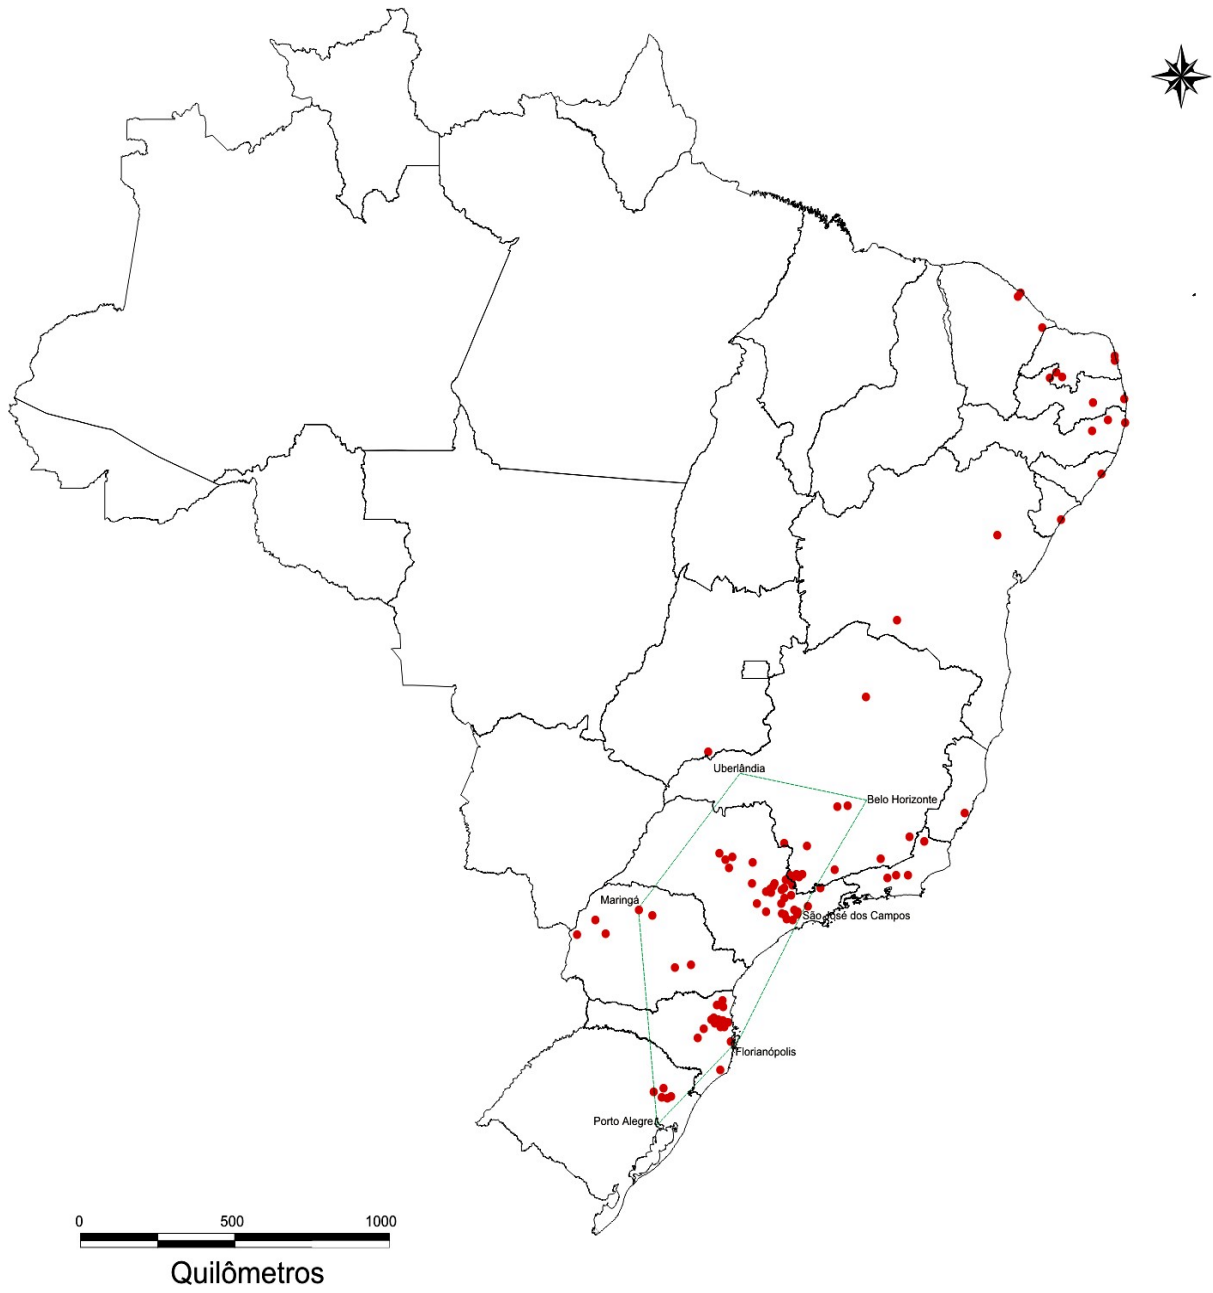 Uberlândia
Belo Horizonte
Maringá
São José dos Campos
Florianópolis
Porto Alegre
0 500 1000
Quilômetros